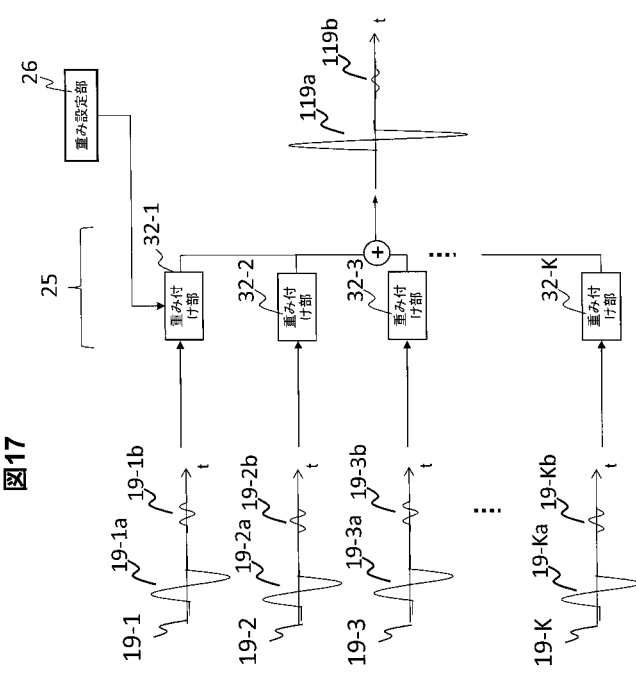 図17
25
26
重み設定部
19-1
19-1a
19-1b
t
32-1
重み付
け部
19-2
19-2a
19-2b
t
32-2
重み付
け部
119a
119b
t
+
19-3
19-3a
19-3b
t
32-3
重み付
け部
19-K
19-Ka
19-Kb
t
32-K
重み付
け部